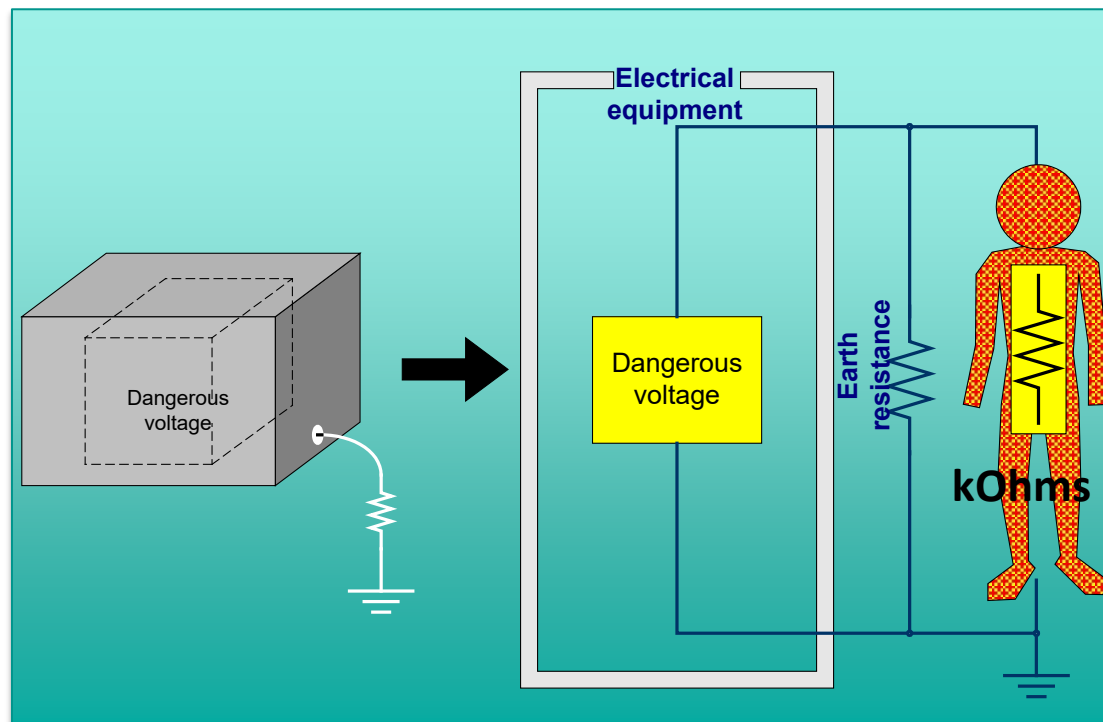 Electrical
equipment
Dangerous
voltage
Dangerous
voltage
Earth
resistance
kOhms